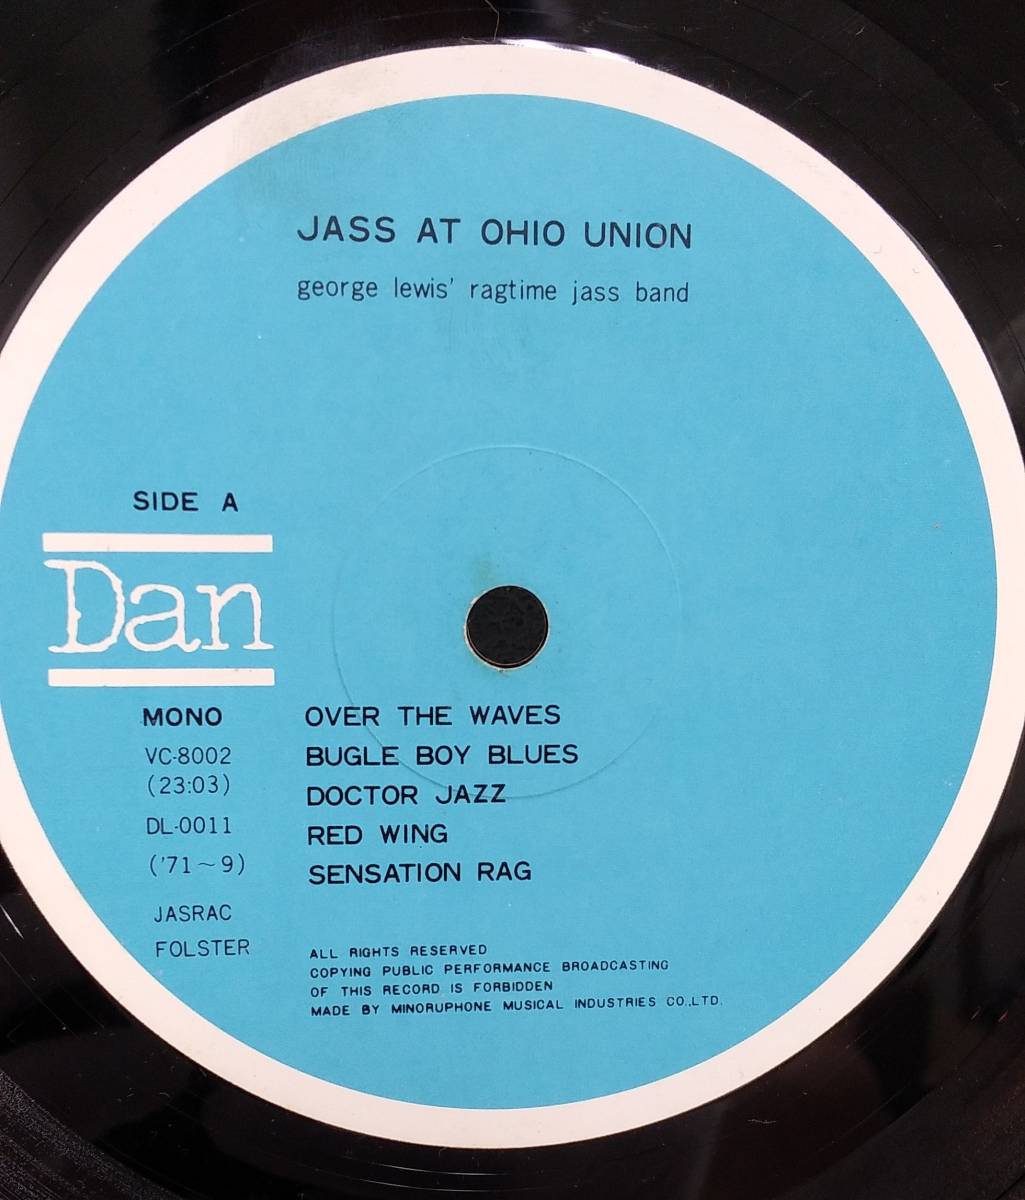 JASS AT OHIO UNION
george lewis' ragtime jass band
SIDE A
Dan
MONO
VC-8002
(23:03)
DL-0011
('71~9)
JASRAC
FOLSTER
OVER THE WAVES
BUGLE BOY BLUES
DOCTOR JAZZ
RED WING
SENSATION RAG
ALL RIGHTS RESERVED
COPYING PUBLIC PERFORMANCE BROADCASTING
OF THIS RECORD IS FORBIDDEN
MADE BY MINORUPHONE MUSICAL INDUSTRIES CO.,LTD.